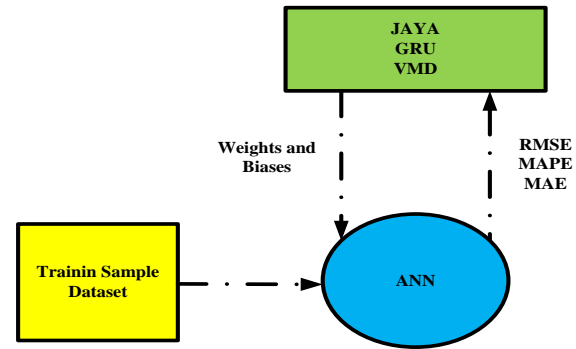 JAYA
GRU
VMD
Weights and
Biases
RMSE
MAPE
MAE
Trainin Sample
Dataset
ANN